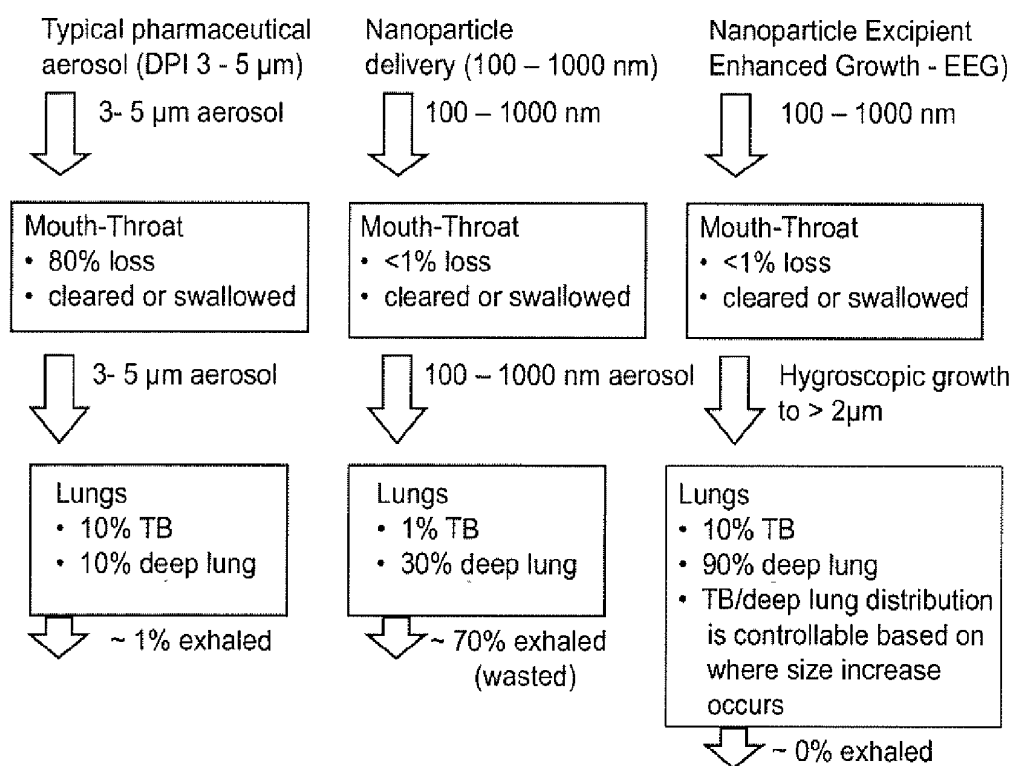 Typical pharmaceutical
aerosol (DPI 3 - 5 µm)
3- 5 µm aerosol
Mouth-Throat
• 80% loss
• cleared or swallowed
3- 5 µm aerosol
Lungs
• 10% TB
• 10% deep lung
~ 1% exhaled
Nanoparticle
delivery (100 – 1000 nm)
100 – 1000 nm
Mouth-Throat
• <1% loss
• cleared or swallowed
100 – 1000 nm aerosol
Lungs
• 1% TB
• 30% deep lung
~ 70% exhaled
(wasted)
Nanoparticle Excipient
Enhanced Growth - EEG)
100 – 1000 nm
Mouth-Throat
• <1% loss
• cleared or swallowed
Hygroscopic growth
to > 2µm
Lungs
• 10% TB
• 90% deep lung
• TB/deep lung distribution
is controllable based on
where size increase
occurs
~ 0% exhaled